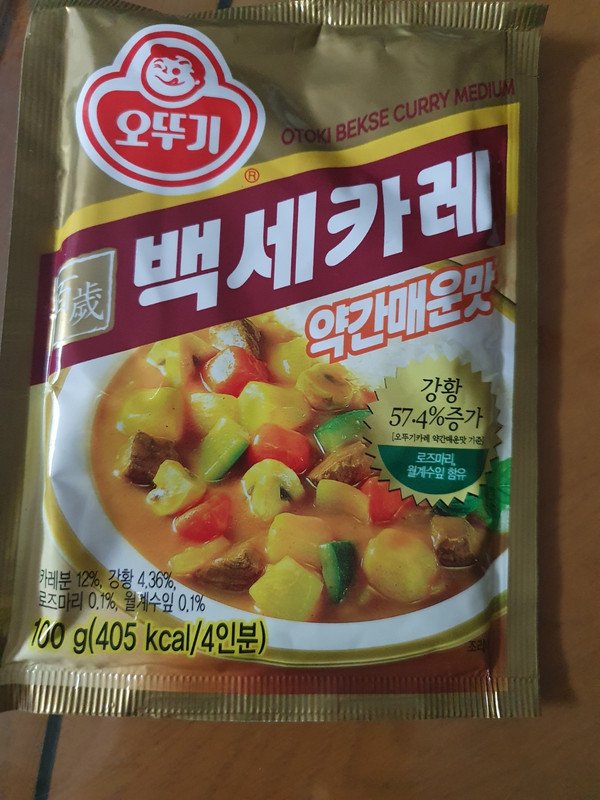 오뚜기
®
OTOKI BEKSE CURRY MEDIUM
백세카레
百歲
약간매운맛
강황
57.4%증가
[오뚜기카레 약간매운맛 기준]
로즈마리,
월계수잎 함유
카레분 12%, 강황 4.36%,
로즈마리 0.1%, 월계수잎 0.1%
100 g(405 kcal/4인분)